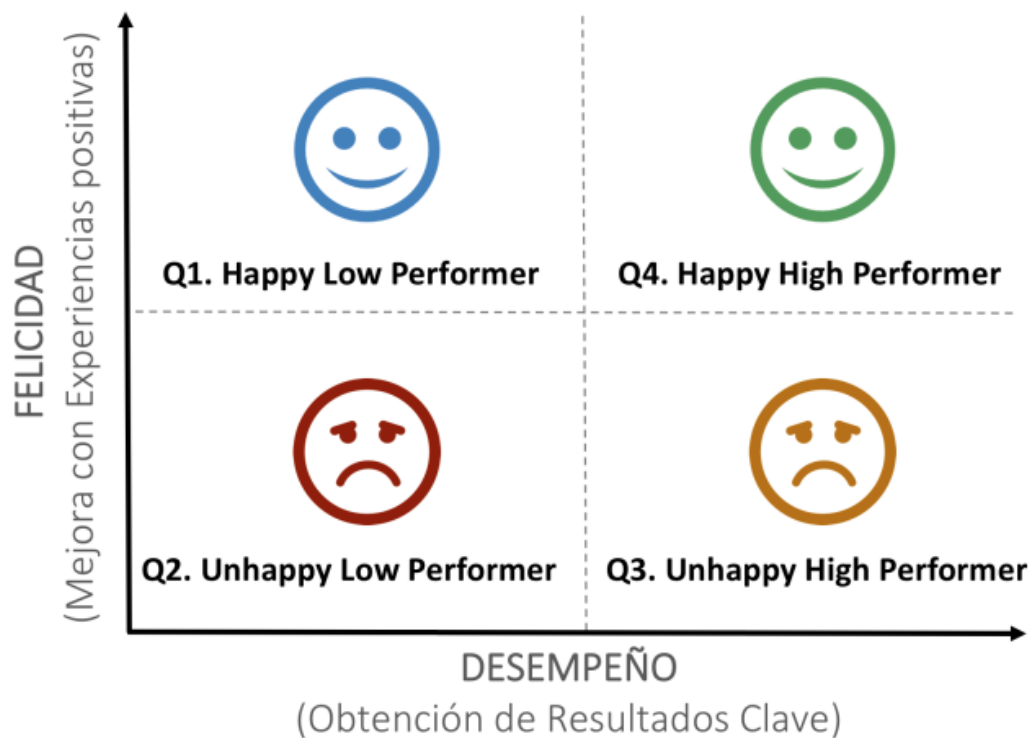 FELICIDAD
(Mejora con Experiencias positivas)
Q1. Happy Low Performer
Q4. Happy High Performer
Q2. Unhappy Low Performer
Q3. Unhappy High Performer
DESEMPEÑO
(Obtención de Resultados Clave)